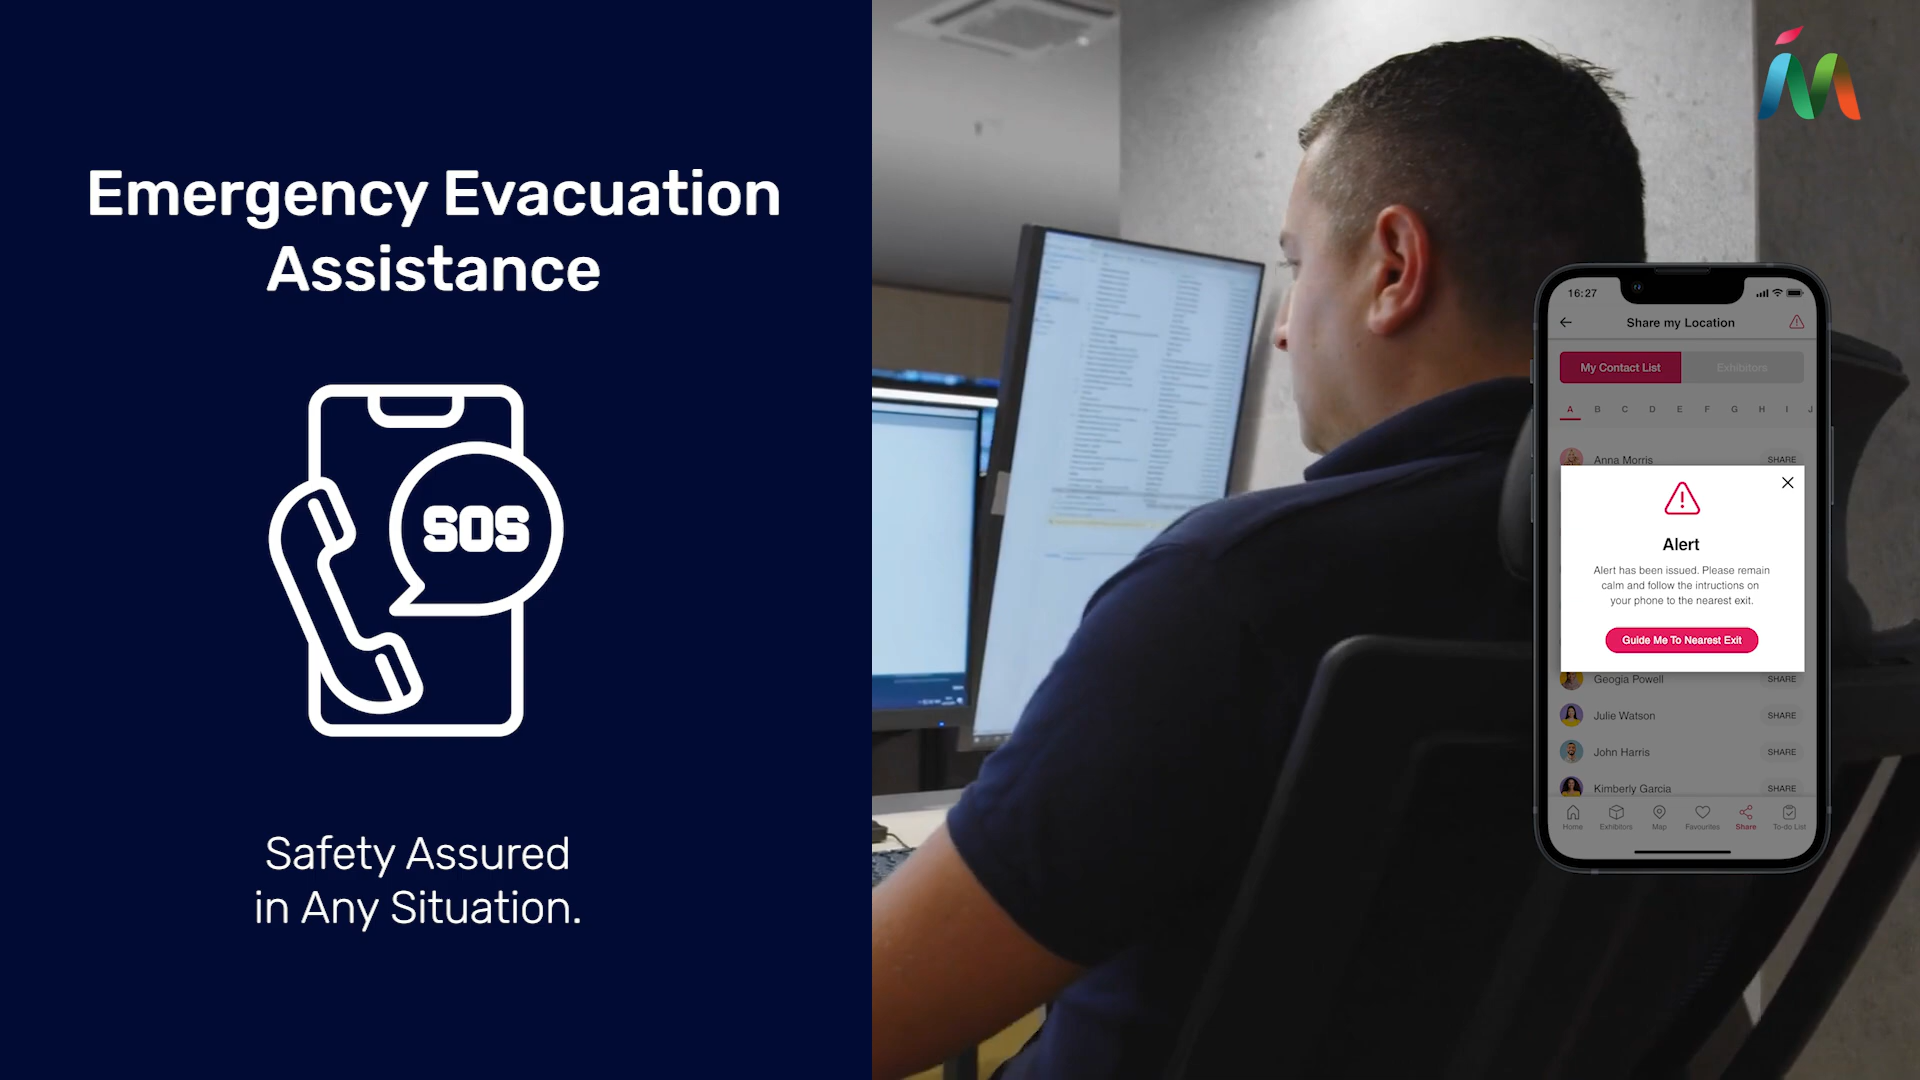 Emergency Evacuation
Assistance
SOS
Safety Assured
in Any Situation.
16:27
Share my Location
My Contact List
Exhibitors
A B C D E F G H I J
Anna Morris SHARE
Alert
Alert has been issued. Please remain
calm and follow the intructions on
your phone to the nearest exit.
Guide Me To Nearest Exit
Geogia Powell SHARE
Julie Watson SHARE
John Harris SHARE
Kimberly Garcia SHARE
Home Exhibitors Map Favourites Share To-do List